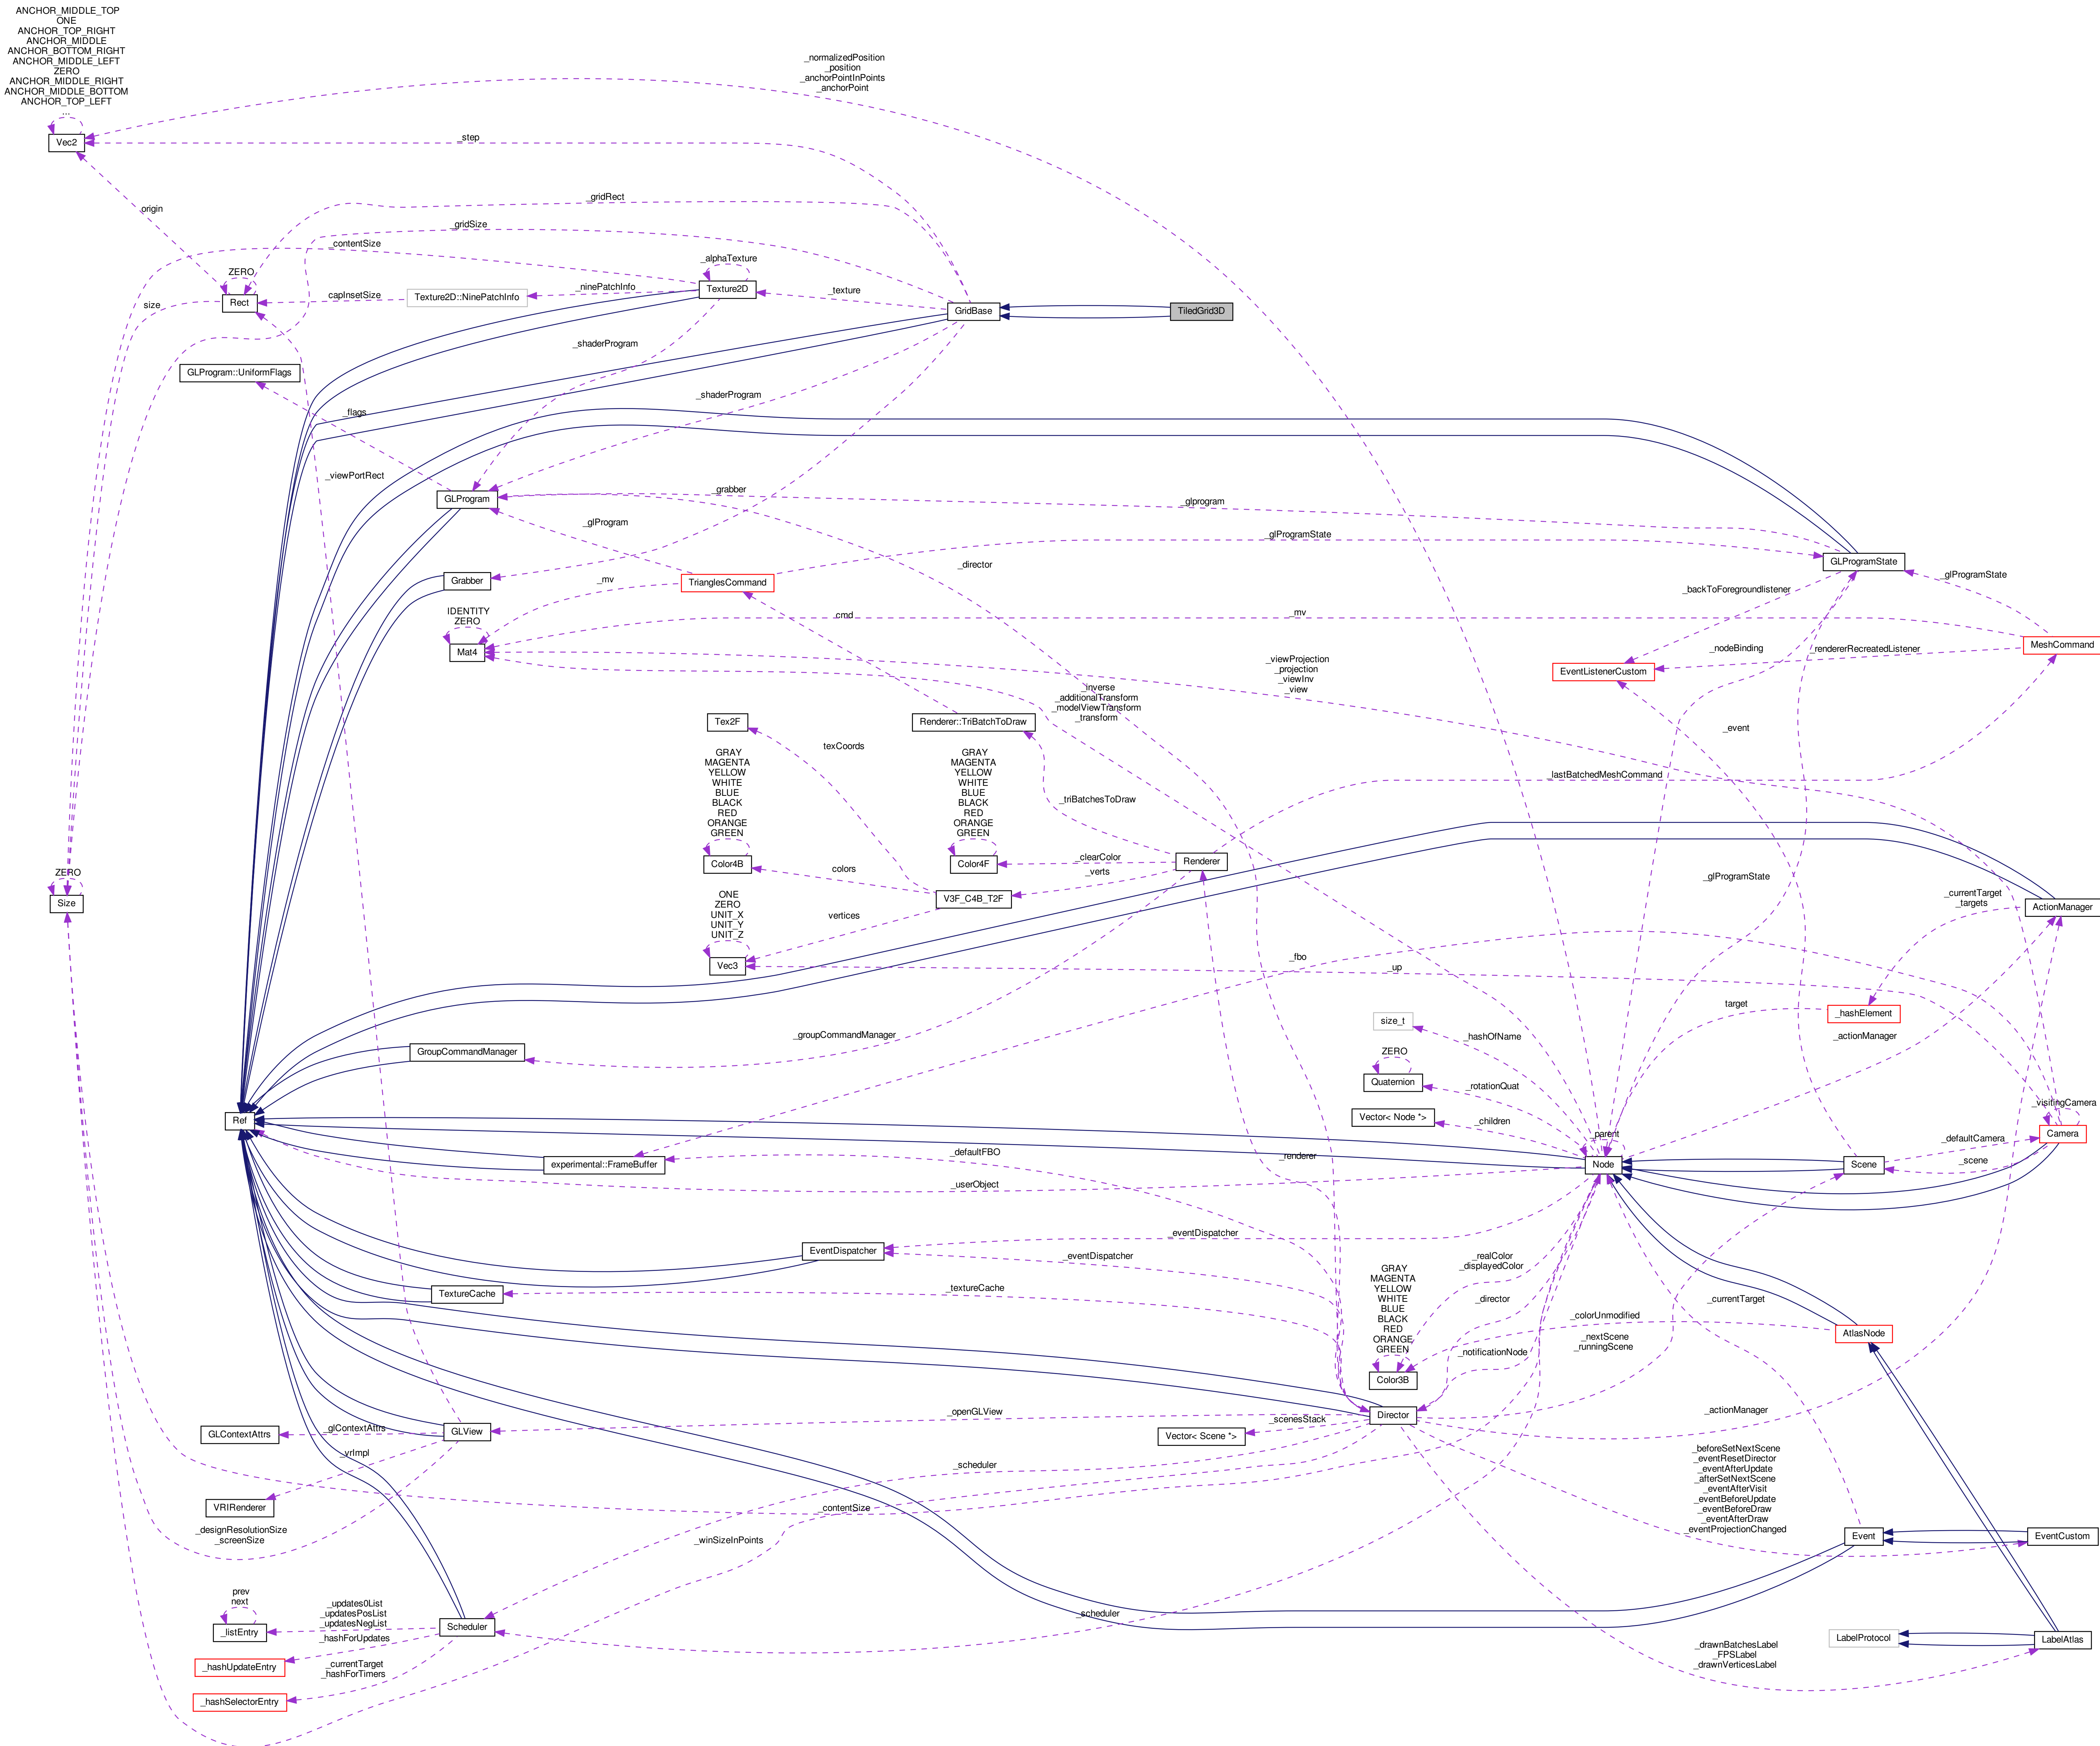 ANCHOR_MIDDLE_TOP
ONE
ANCHOR_TOP_RIGHT
ANCHOR_MIDDLE
ANCHOR_BOTTOM_RIGHT
ANCHOR_MIDDLE_LEFT
ZERO
ANCHOR_MIDDLE_RIGHT
ANCHOR_MIDDLE_BOTTOM
ANCHOR_TOP_LEFT
...
Vec2
_normalizedPosition
_position
_anchorPointInPoints
_anchorPoint
_step
origin
_gridRect
_gridSize
_contentSize
ZERO
_alphaTexture
size
Rect
capInsetSize
Texture2D::NinePatchInfo
_ninePatchInfo
Texture2D
_texture
GridBase
TiledGrid3D
_shaderProgram
GLProgram::UniformFlags
_flags
_shaderProgram
_viewPortRect
GLProgram
_grabber
_glprogram
_glProgram
_glProgramState
GLProgramState
_director
Grabber
TrianglesCommand
_mv
_backToForegroundlistener
_glProgramState
IDENTITY
ZERO
Mat4
cmd
_mv
MeshCommand
_nodeBinding
_rendererRecreatedListener
EventListenerCustom
_viewProjection
_projection
_viewInv
_view
_inverse
_additionalTransform
_modelViewTransform
_transform
Tex2F
Renderer::TriBatchToDraw
_event
texCoords
GRAY
MAGENTA
YELLOW
WHITE
BLUE
BLACK
RED
ORANGE
GREEN
Color4B
GRAY
MAGENTA
YELLOW
WHITE
BLUE
BLACK
RED
ORANGE
GREEN
Color4F
_lastBatchedMeshCommand
_triBatchesToDraw
_clearColor
Renderer
colors
_verts
_glProgramState
ZERO
Size
V3F_C4B_T2F
_currentTarget
_targets
ActionManager
ONE
ZERO
UNIT_X
UNIT_Y
UNIT_Z
Vec3
vertices
_fbo
_up
target
_hashElement
size_t
_hashOfName
_groupCommandManager
_actionManager
GroupCommandManager
ZERO
Quaternion
_rotationQuat
Ref
Vector< Node *>
_children
_visitingCamera
_parent
Camera
_defaultFBO
_renderer
_defaultCamera
experimental::FrameBuffer
Node
Scene
_scene
_userObject
_eventDispatcher
EventDispatcher
_eventDispatcher
_realColor
_displayedColor
GRAY
MAGENTA
YELLOW
WHITE
BLUE
BLACK
RED
ORANGE
GREEN
Color3B
_textureCache
TextureCache
_director
_currentTarget
_colorUnmodified
AtlasNode
_nextScene
_runningScene
_notificationNode
Director
_openGLView
_actionManager
_scenesStack
Vector< Scene *>
GLContextAttrs
_glContextAttrs
GLView
_vrImpl
_scheduler
_beforeSetNextScene
_eventResetDirector
_eventAfterUpdate
_afterSetNextScene
_eventAfterVisit
_eventBeforeUpdate
_eventBeforeDraw
_eventAfterDraw
_eventProjectionChanged
VRIRenderer
_contentSize
_designResolutionSize
_screenSize
_winSizeInPoints
Event
EventCustom
prev
next
_listEntry
_updates0List
_updatesPosList
_updatesNegList
Scheduler
_scheduler
_hashForUpdates
_hashUpdateEntry
LabelProtocol
LabelAtlas
_drawnBatchesLabel
_FPSLabel
_drawnVerticesLabel
_currentTarget
_hashForTimers
_hashSelectorEntry